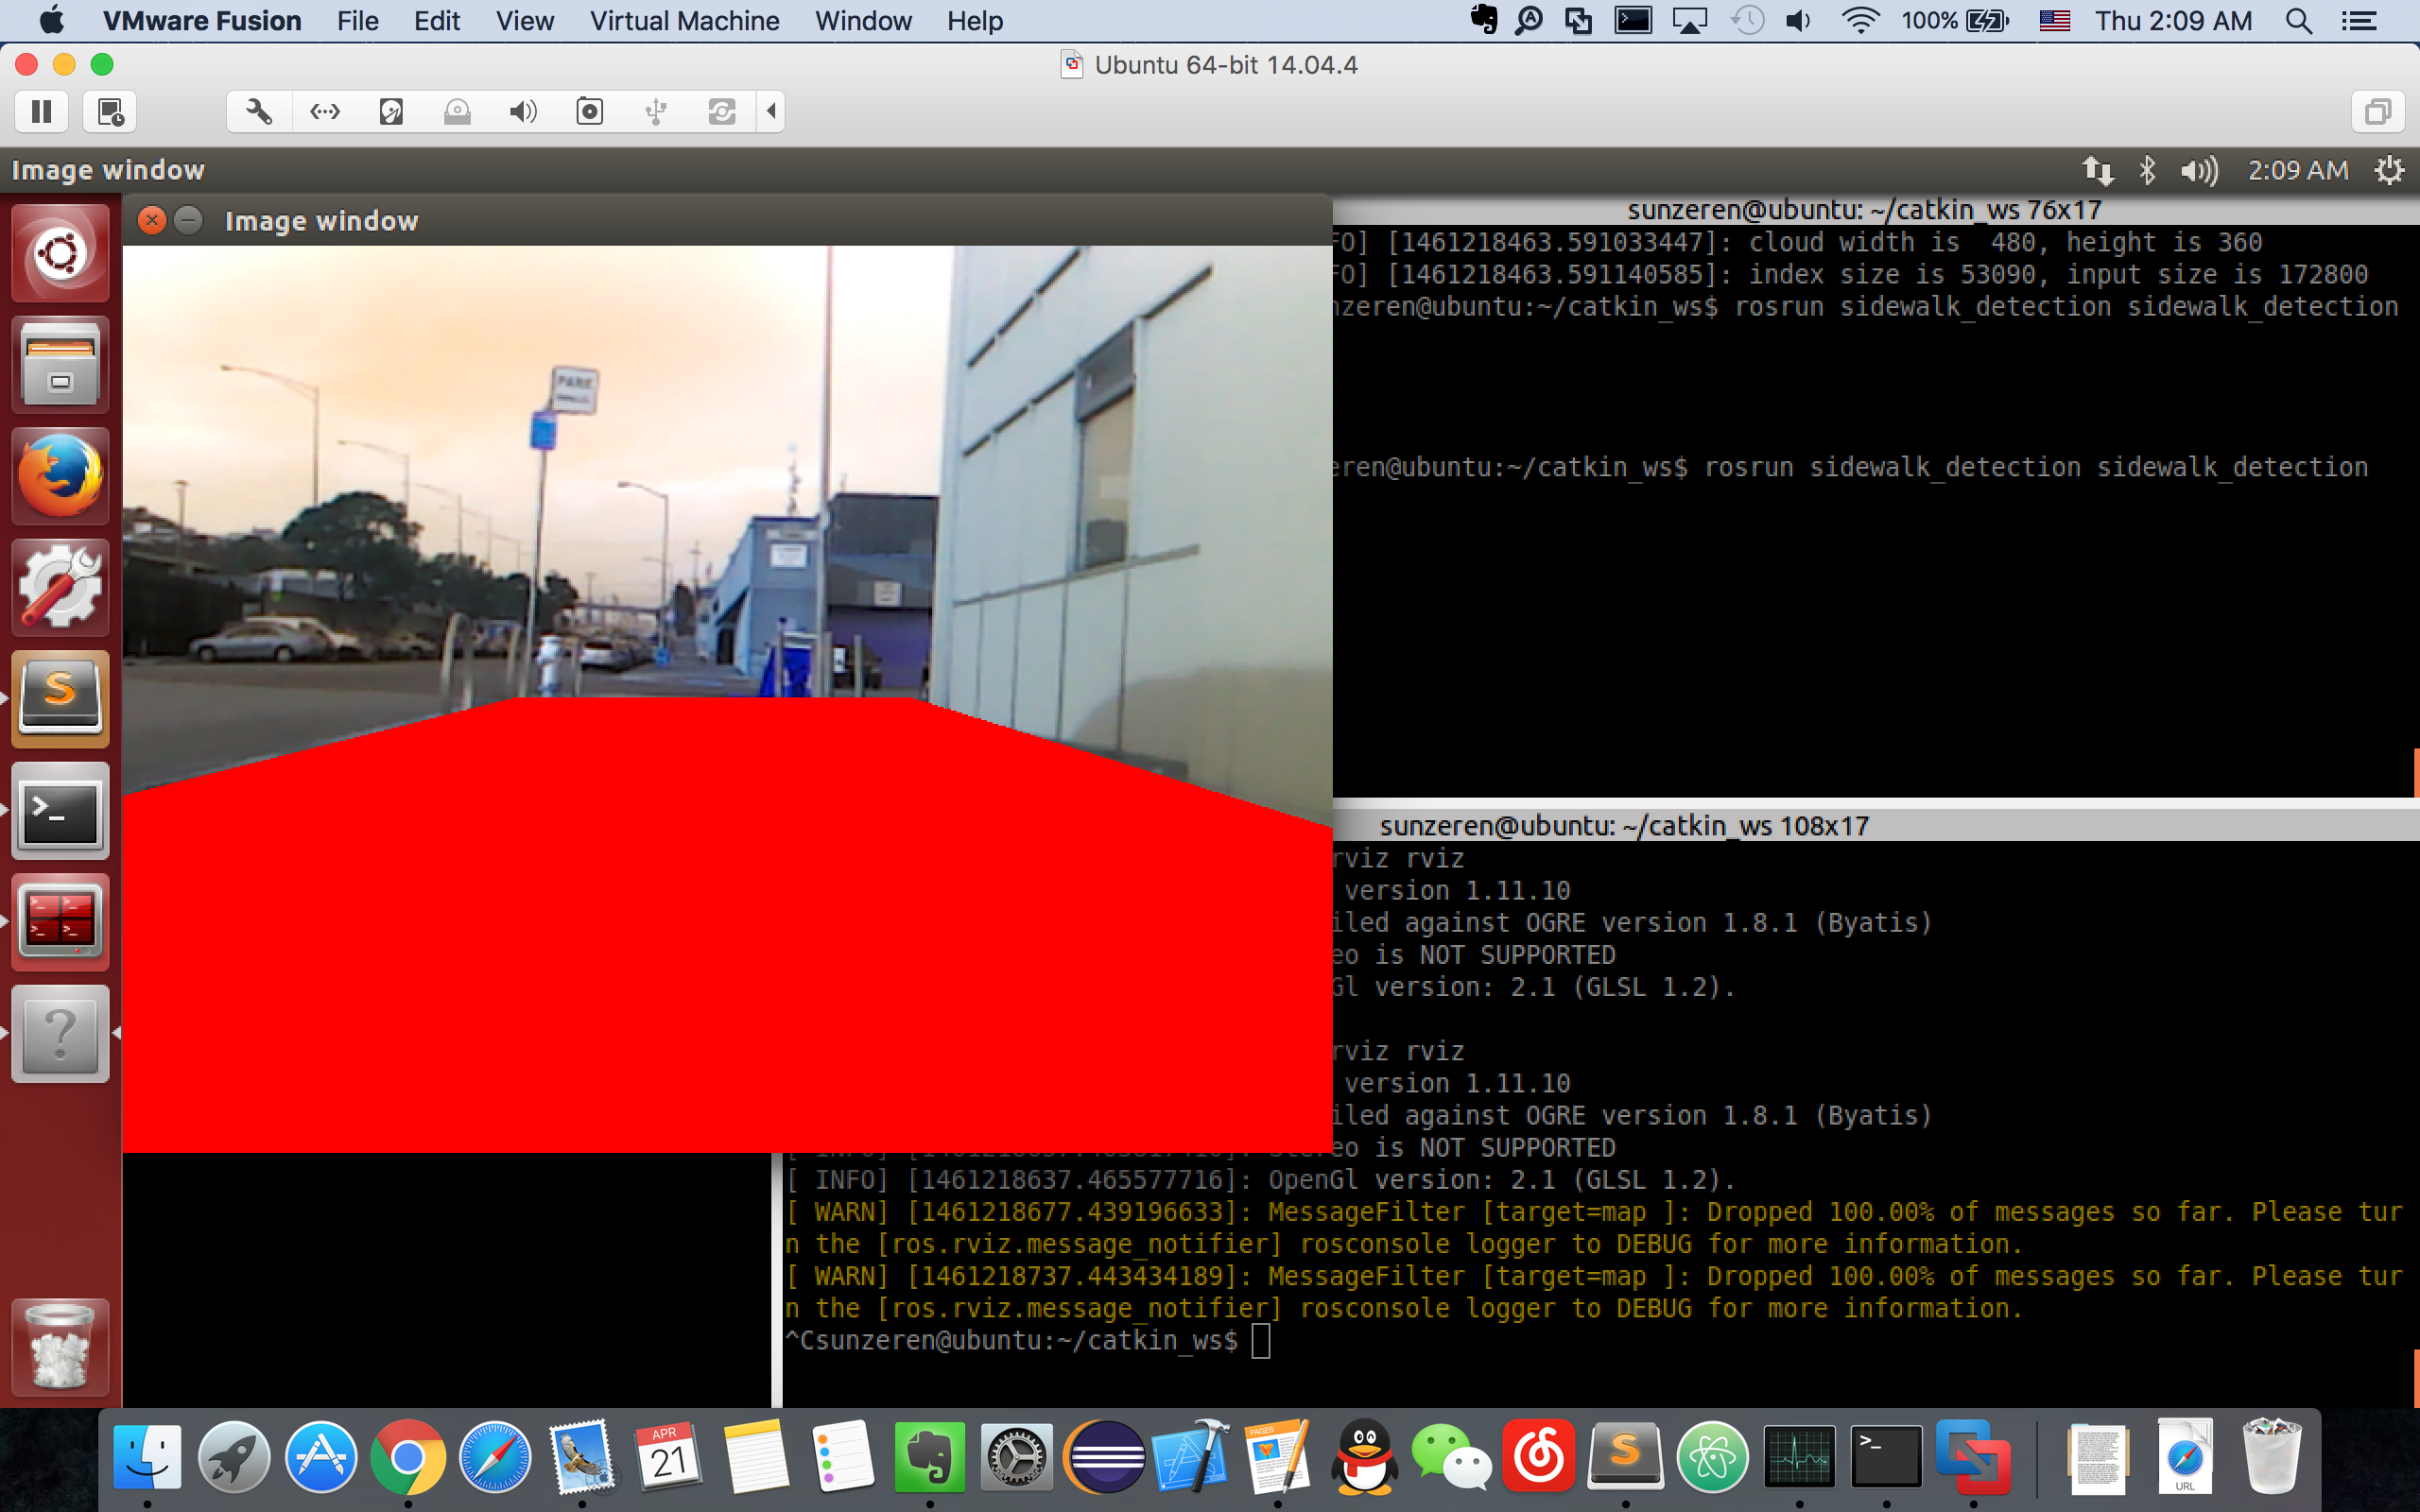 VMware Fusion File Edit View Virtual Machine Window Help 100% Thu 2:09 AM
Ubuntu 64-bit 14.04.4
Image window 2:09 AM
Image window
PARK
sunzeren@ubuntu: ~/catkin_ws 76x17
FO] [1461218463.591033447]: cloud width is  480, height is 360
FO] [1461218463.591140585]: index size is 53090, input size is 172800
nzeren@ubuntu:~/catkin_ws$ rosrun sidewalk_detection sidewalk_detection
eren@ubuntu:~/catkin_ws$ rosrun sidewalk_detection sidewalk_detection
sunzeren@ubuntu: ~/catkin_ws 108x17
rviz rviz
version 1.11.10
iled against OGRE version 1.8.1 (Byatis)
eo is NOT SUPPORTED
Gl version: 2.1 (GLSL 1.2).
rviz rviz
version 1.11.10
iled against OGRE version 1.8.1 (Byatis)
eo is NOT SUPPORTED
[ INFO] [1461218637.465577716]: OpenGl version: 2.1 (GLSL 1.2).
[ WARN] [1461218677.439196633]: MessageFilter [target=map ]: Dropped 100.00% of messages so far. Please tur
n the [ros.rviz.message_notifier] rosconsole logger to DEBUG for more information.
[ WARN] [1461218737.443434189]: MessageFilter [target=map ]: Dropped 100.00% of messages so far. Please tur
n the [ros.rviz.message_notifier] rosconsole logger to DEBUG for more information.
^Csunzeren@ubuntu:~/catkin_ws$
APR
21
PAGES
URL